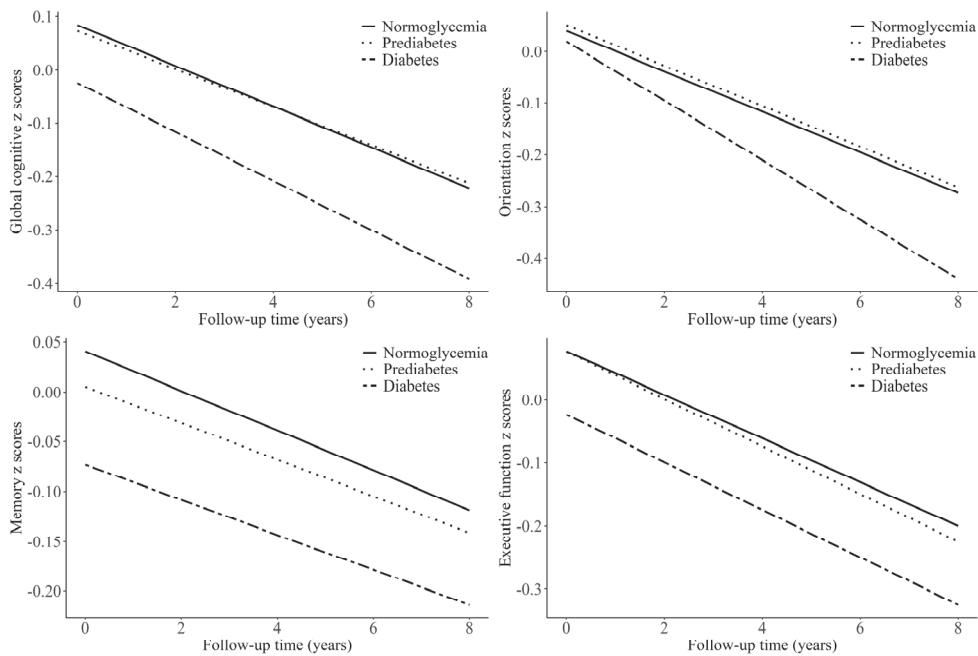 Global cognitive z scores
0.1
0.0
-0.1
-0.2
-0.3
-0.4
Normoglycemia
Prediabetes
Diabetes
0 2 4 6 8
Follow-up time (years)
Orientation z scores
0.0
-0.1
-0.2
-0.3
-0.4
Normoglycemia
Prediabetes
Diabetes
0 2 4 6 8
Follow-up time (years)
Memory z scores
0.05
0.00
-0.05
-0.10
-0.15
-0.20
Normoglycemia
Prediabetes
Diabetes
0 2 4 6 8
Follow-up time (years)
Executive function z scores
0.0
-0.1
-0.2
-0.3
Normoglycemia
Prediabetes
Diabetes
0 2 4 6 8
Follow-up time (years)